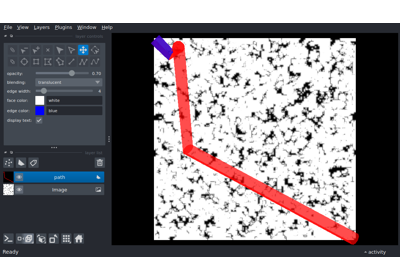 File View Layers Plugins Window Help
opacity: 0.70
blending: translucent
edge width:
face color: white
edge color: blue
display text:
path
Image
Ready
activity